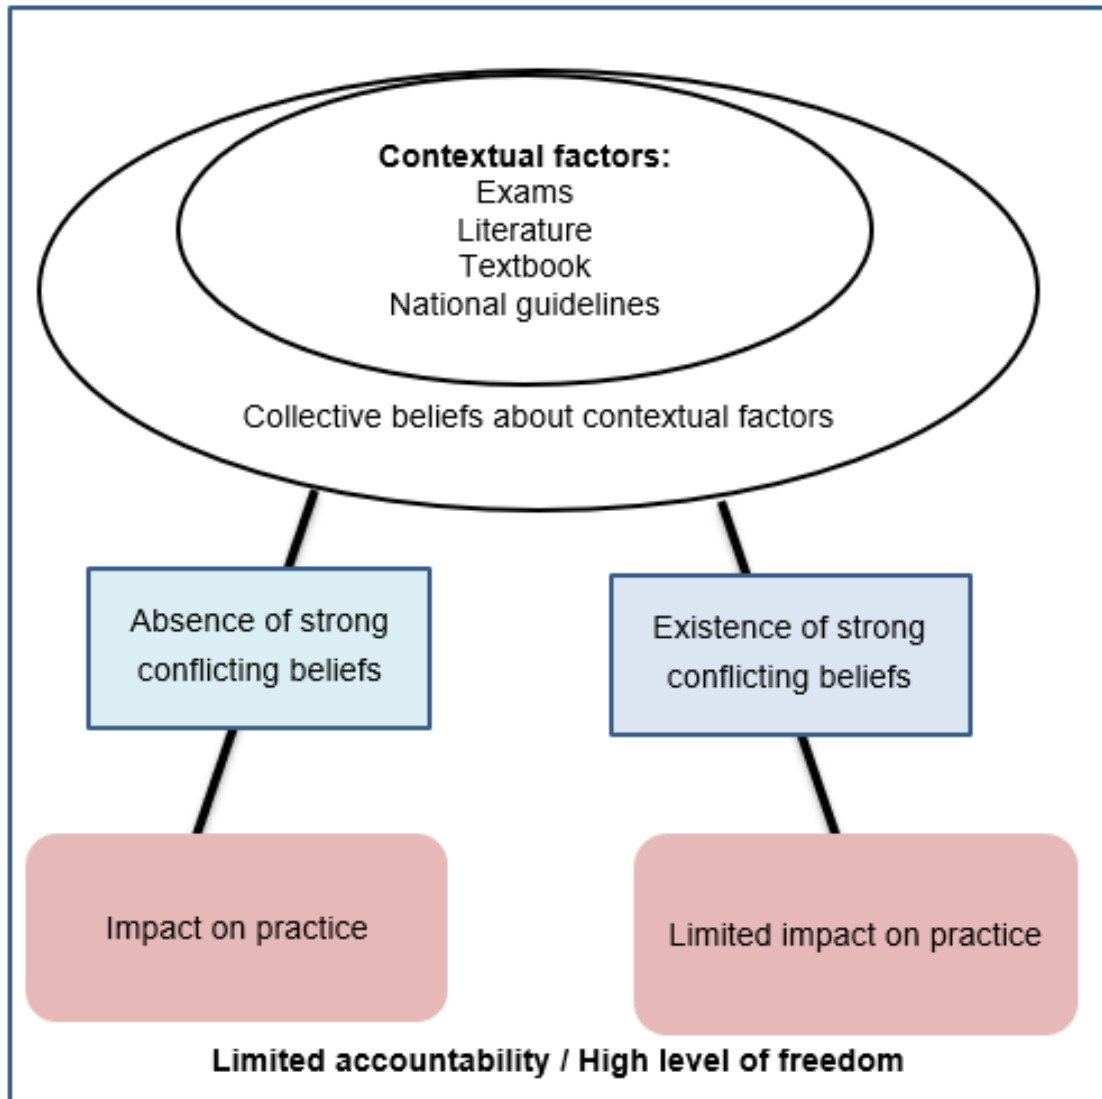 Contextual factors:
Exams
Literature
Textbook
National guidelines
Collective beliefs about contextual factors
Absence of strong
conflicting beliefs
Existence of strong
conflicting beliefs
Impact on practice
Limited impact on practice
Limited accountability / High level of freedom